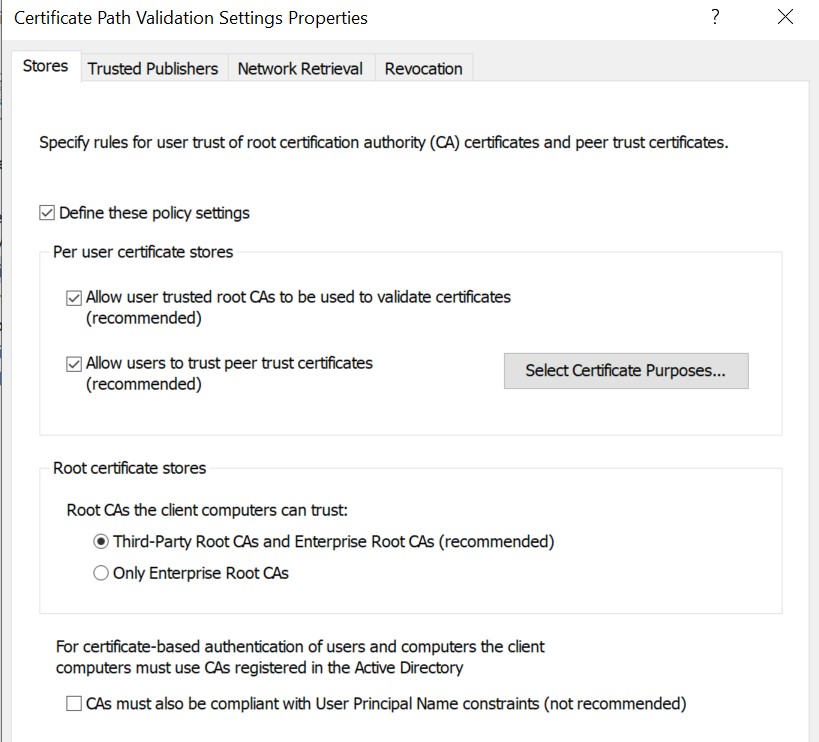 Certificate Path Validation Settings Properties
?
Stores
Trusted Publishers
Network Retrieval
Revocation
Specify rules for user trust of root certification authority (CA) certificates and peer trust certificates.
Define these policy settings
Per user certificate stores
Allow user trusted root CAs to be used to validate certificates
(recommended)
Allow users to trust peer trust certificates
(recommended)
Select Certificate Purposes...
Root certificate stores
Root CAs the client computers can trust:
Third-Party Root CAs and Enterprise Root CAs (recommended)
Only Enterprise Root CAs
For certificate-based authentication of users and computers the client
computers must use CAs registered in the Active Directory
CAs must also be compliant with User Principal Name constraints (not recommended)